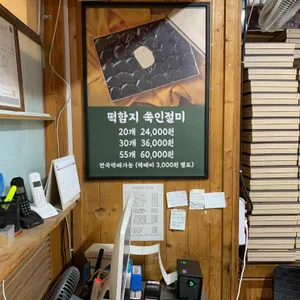 떡함지 쑥인절미
20개 24,000원
30개 36,000원
55개 60,000원
전국택배가능 (택배비 3,000원 별도)